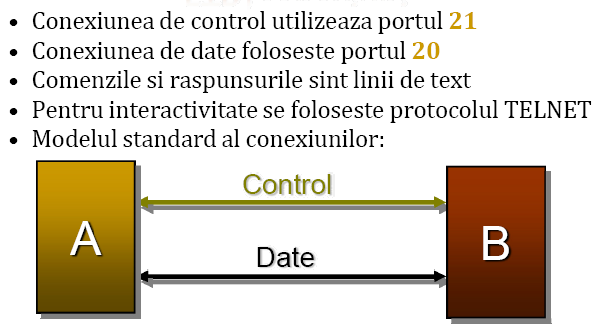 • Conexiunea de control utilizeaza portul 21
• Conexiunea de date foloseste portul 20
• Comenzile si raspunsurile sint linii de text
• Pentru interactivitate se foloseste protocolul TELNET
• Modelul standard al conexiunilor:
Control
A
B
Date